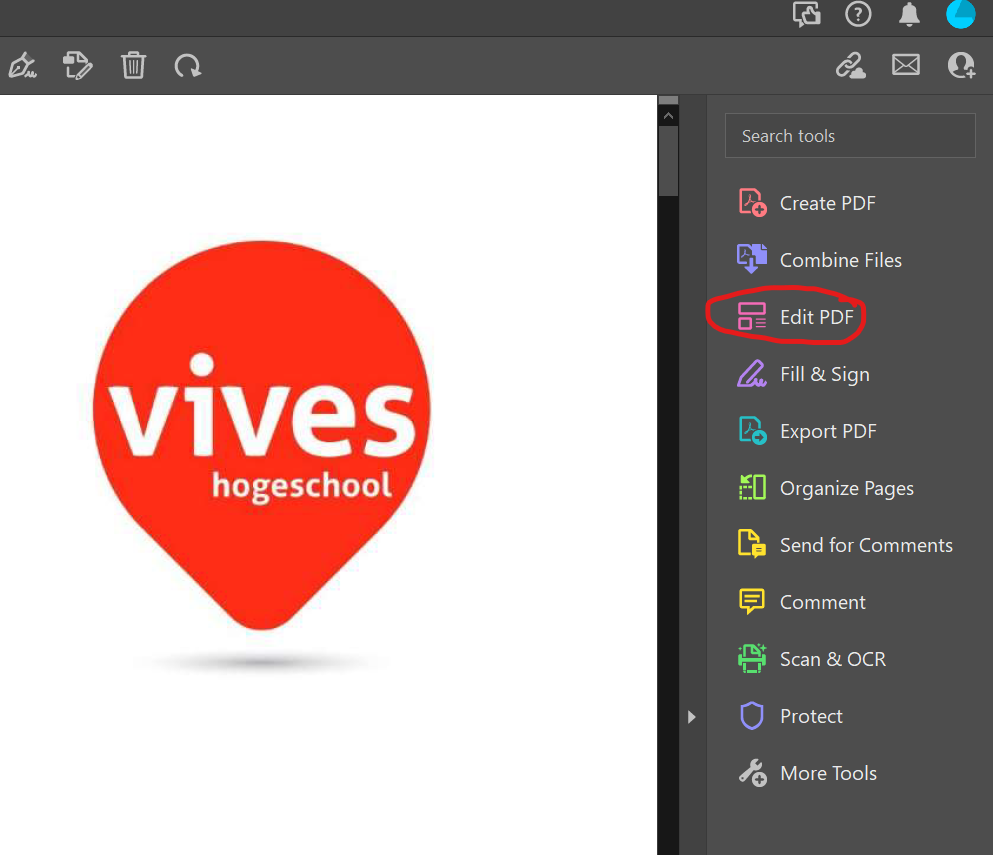 vives
hogeschool
Search tools
Create PDF
Combine Files
Edit PDF
Fill & Sign
Export PDF
Organize Pages
Send for Comments
Comment
Scan & OCR
Protect
More Tools